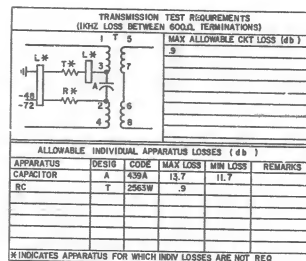 TRANSMISSION TEST REQUIREMENTS
(1KHZ LOSS BETWEEN 600Ω TERMINATIONS)
MAX ALLOWABLE CKT LOSS (db)
.9
1 T 5
L*
L*
T*
3
7
A
-48
-72
R*
2
6
4
8
ALLOWABLE INDIVIDUAL APPARATUS LOSSES (db)
APPARATUS DESIG CODE MAX LOSS MIN LOSS REMARKS
CAPACITOR A 439A 13.7 11.7
RC T 2563W .9
*INDICATES APPARATUS FOR WHICH INDIV LOSSES ARE NOT REQ